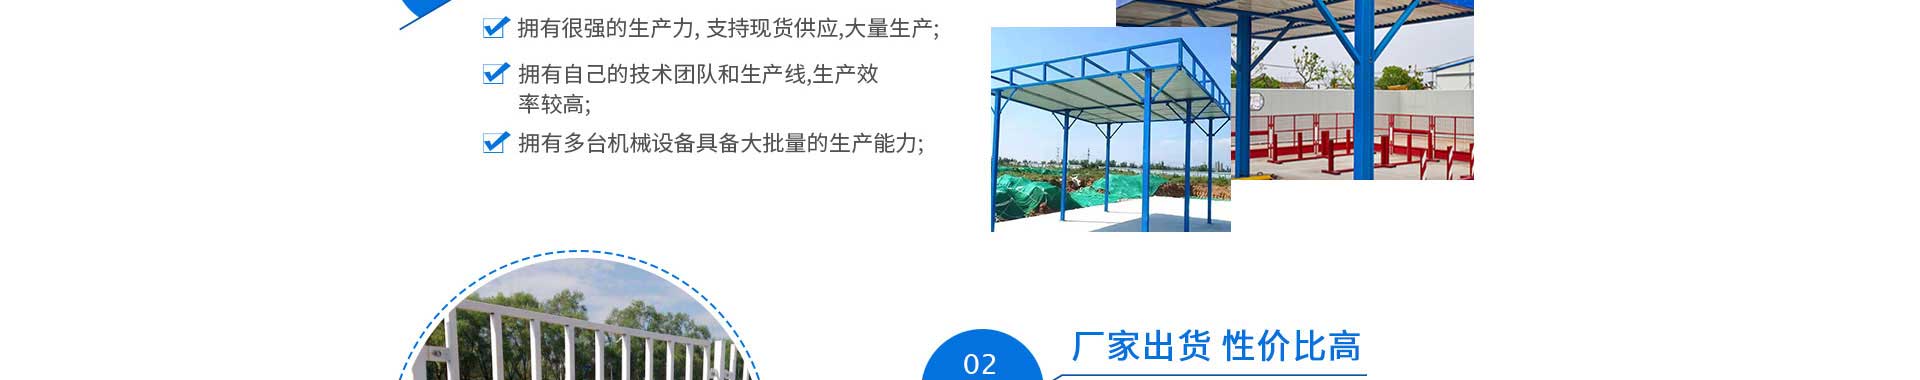 拥有很强的生产力, 支持现货供应,大量生产;
拥有自己的技术团队和生产线,生产效
率较高;
拥有多台机械设备具备大批量的生产能力;
02
厂家出货 性价比高